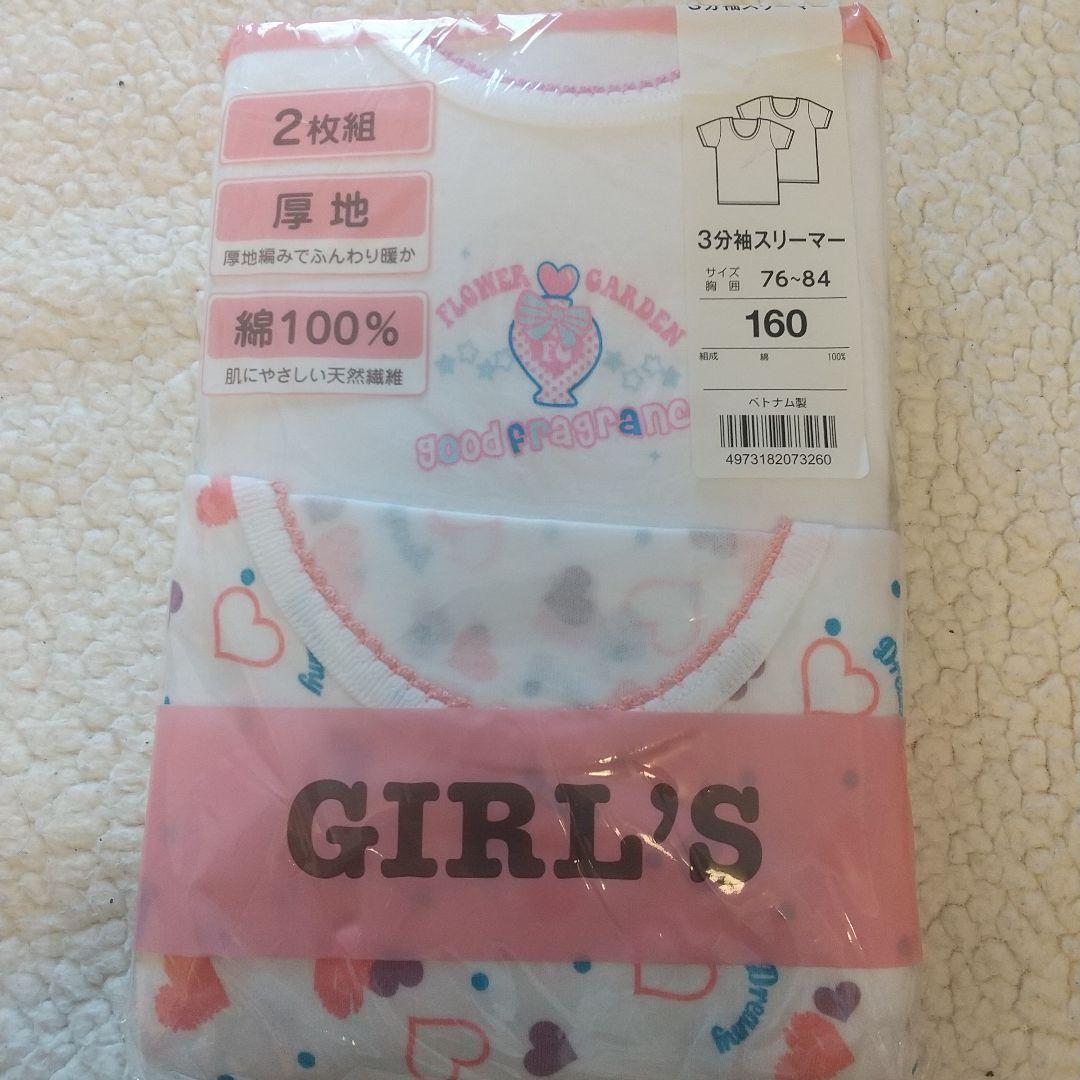 3分袖スリーマー
2枚組
厚地
厚地編みでふんわり暖か
綿100%
肌にやさしい天然繊維
FLOWER GARDEN
FG
good fragranc
3分袖スリーマー
サイズ
胸囲 76~84
160
組成 綿 100%
ベトナム製
4973182073260
GIRL'S
Dreamy